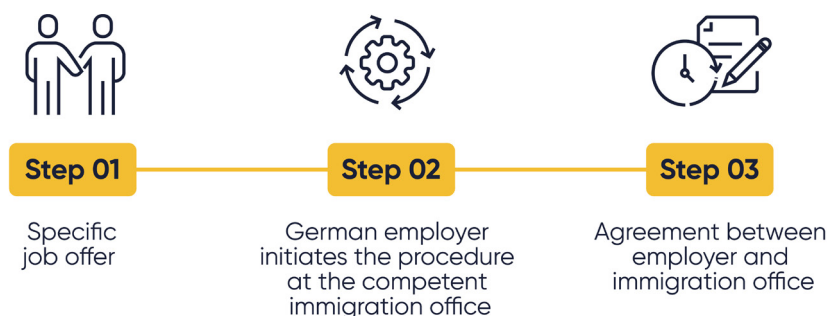 Step 01
Specific
job offer
Step 02
German employer
initiates the procedure
at the competent
immigration office
Step 03
Agreement between
employer and
immigration office